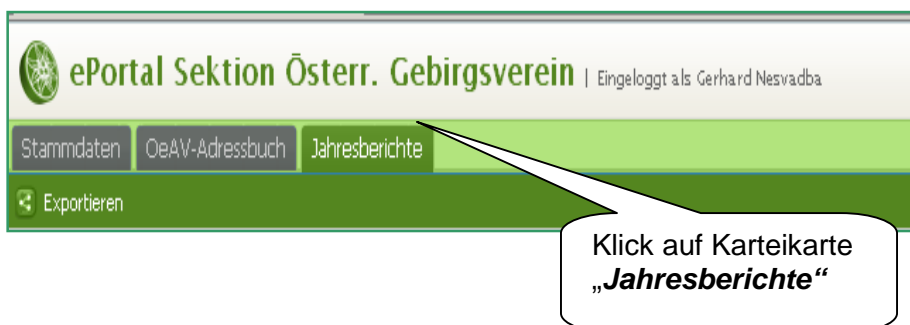 ePortal Sektion Österr. Gebirgsverein | Eingeloggt als Gerhard Nesvadba
Stammdaten OeAV-Adressbuch Jahresberichte
Exportieren
Klick auf Karteikarte
„Jahresberichte“